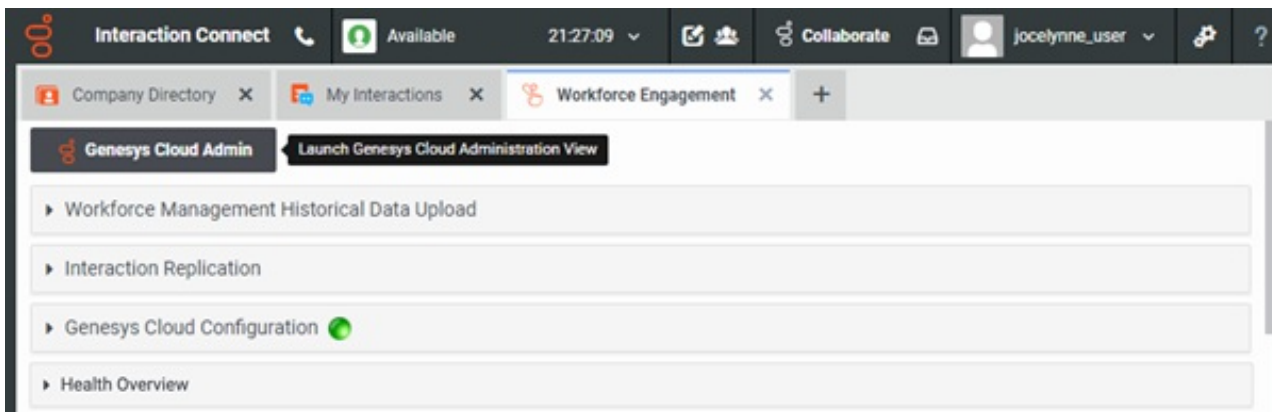 Interaction Connect Available 21:27:09 Collaborate jocelynne_user ?
Company Directory My Interactions Workforce Engagement +
Genesys Cloud Admin Launch Genesys Cloud Administration View
Workforce Management Historical Data Upload
Interaction Replication
Genesys Cloud Configuration
Health Overview